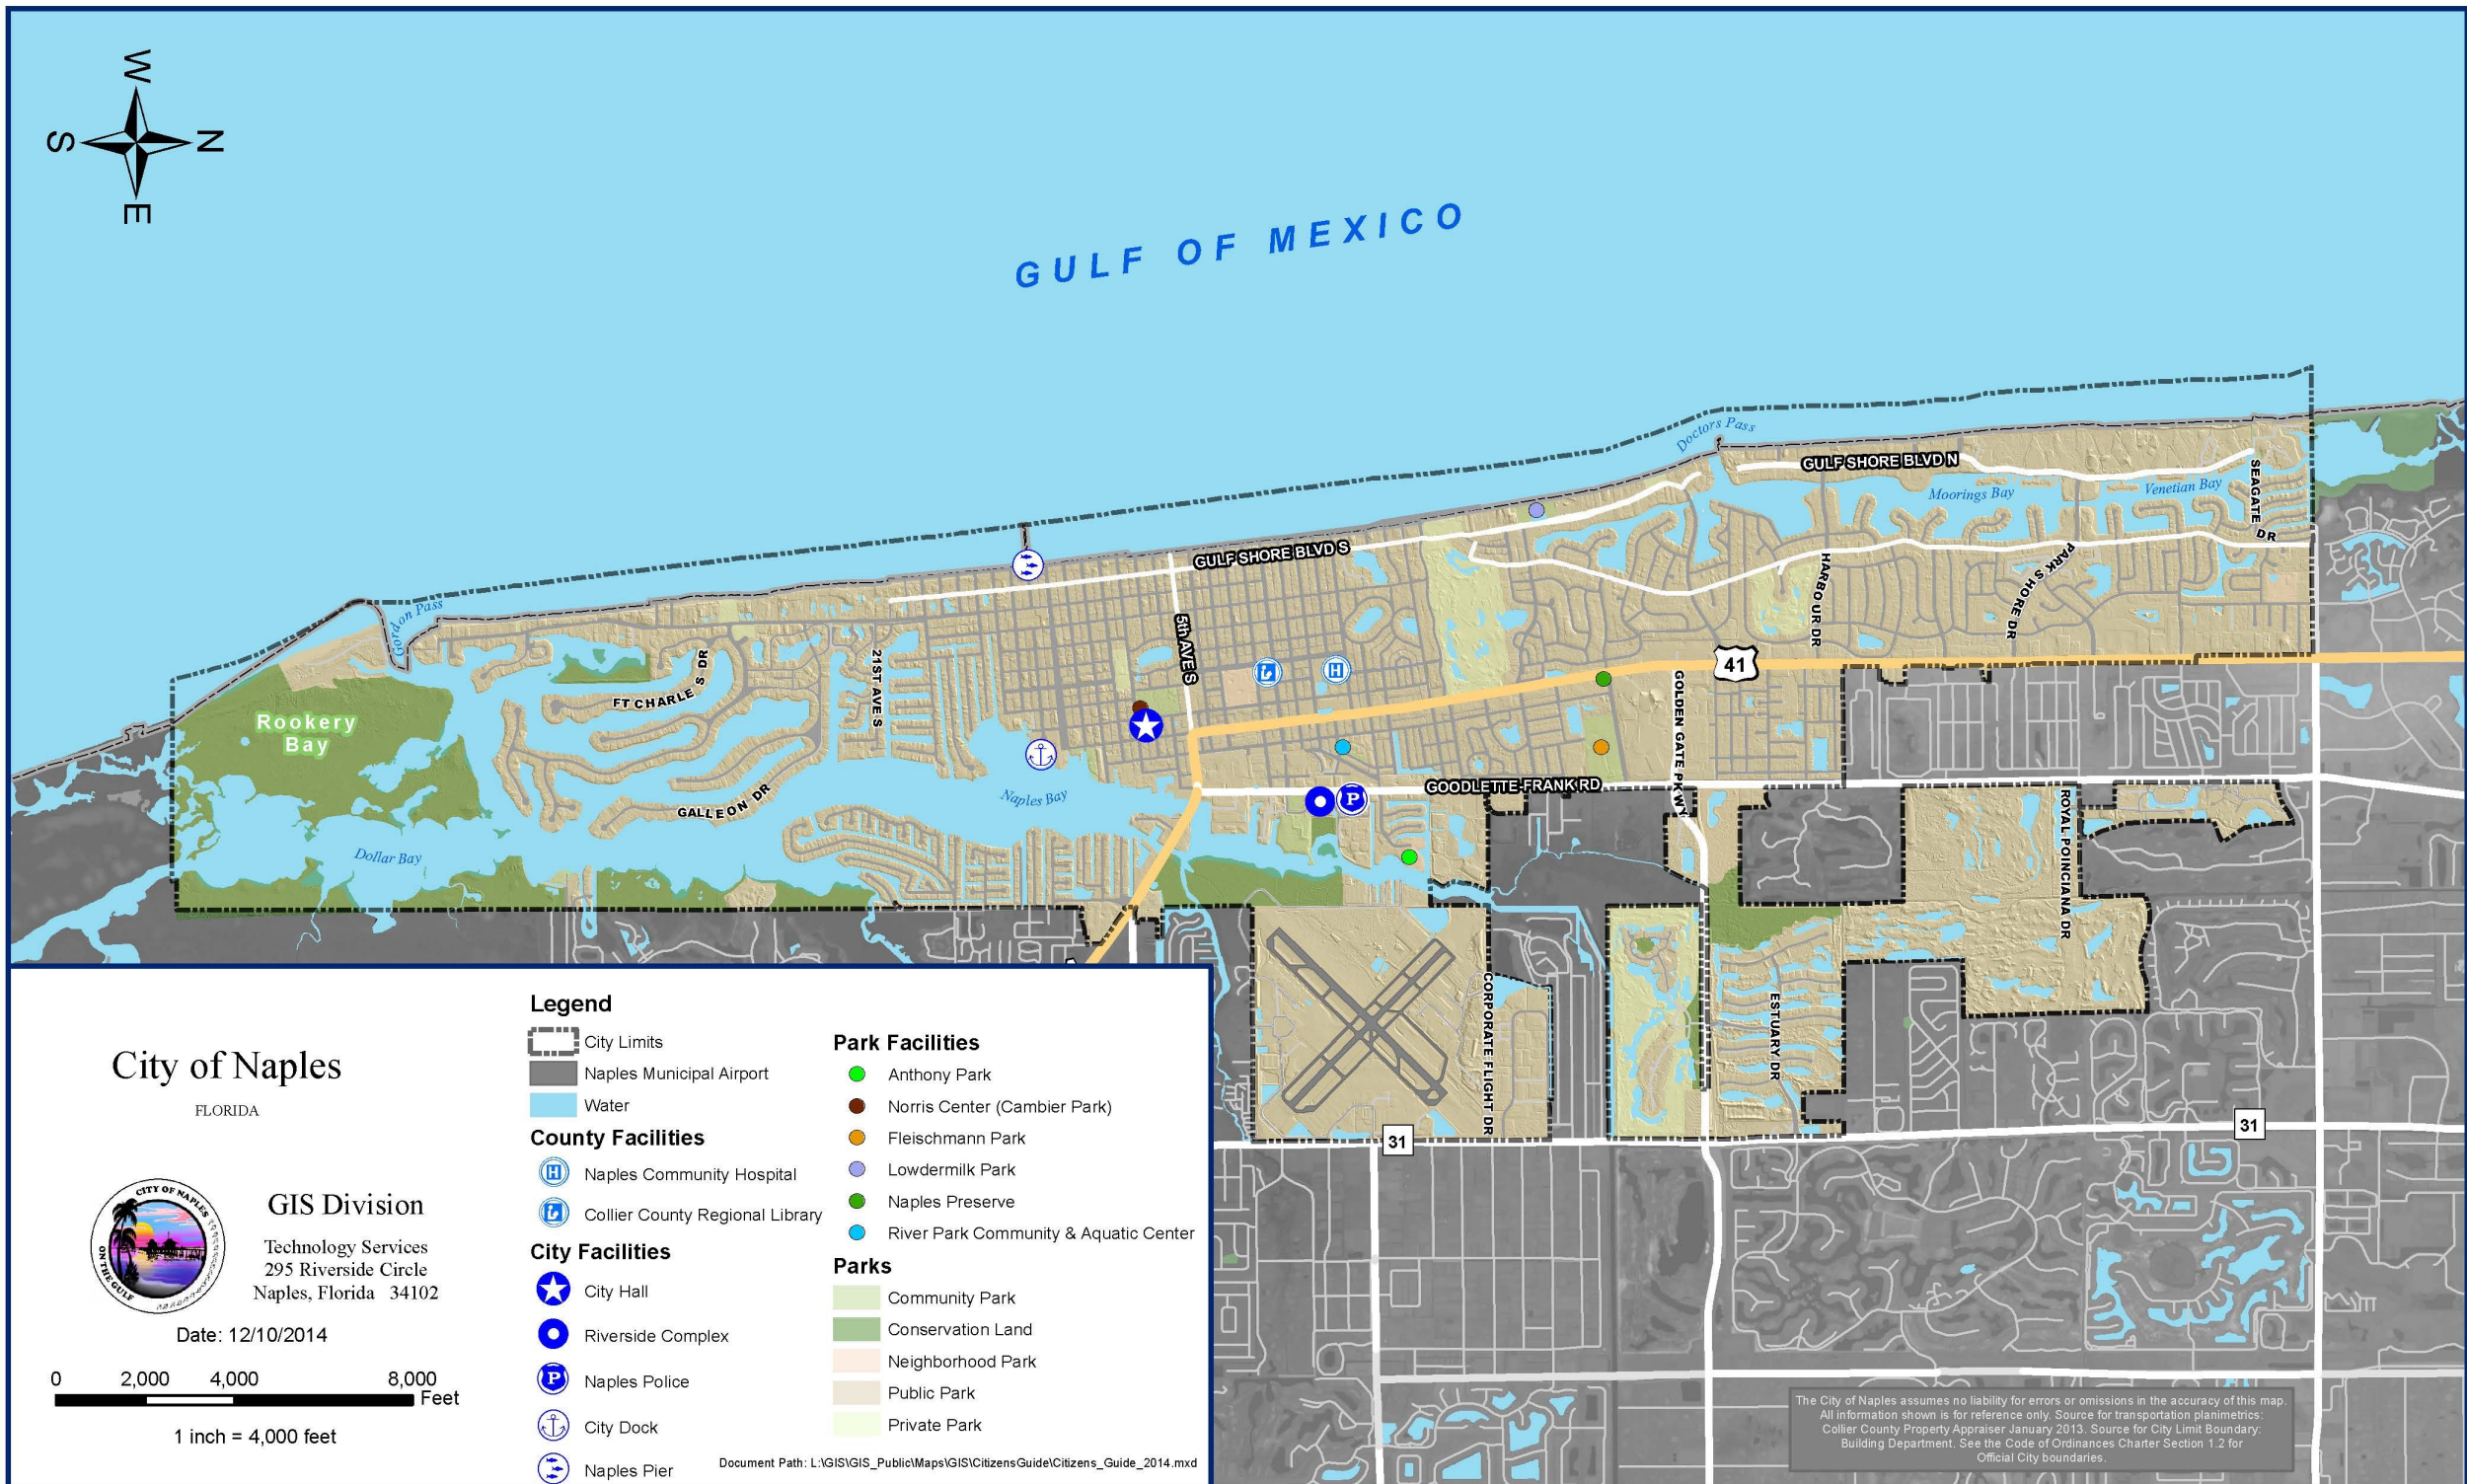 W
S
N
E
GULF OF MEXICO
Doctors Pass
GULF SHORE BLVD N
Moorings Bay
Venetian Bay
SEAGATE DR
GULF SHORE BLVD S
HARBOUR DR
PARK SHORE DR
Gordon Pass
5th AVE S
21ST AVE S
FT CHARLES DR
41
GOLDEN GATE PKWY
Rookery
Bay
GALLEON DR
Naples Bay
GOODLETTE-FRANK RD
ROYAL POINCIANA DR
Dollar Bay
CORPORATE FLIGHT DR
ESTUARY DR
31
31
City of Naples
FLORIDA
CITY OF NAPLES
ON THE GULF
GIS Division
Technology Services
295 Riverside Circle
Naples, Florida 34102
Date: 12/10/2014
0 2,000 4,000 8,000
Feet
1 inch = 4,000 feet
Legend
City Limits
Naples Municipal Airport
Water
County Facilities
H Naples Community Hospital
Collier County Regional Library
City Facilities
City Hall
Riverside Complex
P Naples Police
City Dock
Naples Pier
Park Facilities
Anthony Park
Norris Center (Cambier Park)
Fleischmann Park
Lowdermilk Park
Naples Preserve
River Park Community & Aquatic Center
Parks
Community Park
Conservation Land
Neighborhood Park
Public Park
Private Park
H
P
Document Path: L:\GIS\GIS_Public\Maps\GIS\CitizensGuide\Citizens_Guide_2014.mxd
The City of Naples assumes no liability for errors or omissions in the accuracy of this map.
All information shown is for reference only. Source for transportation planimetrics:
Collier County Property Appraiser January 2013. Source for City Limit Boundary:
Building Department. See the Code of Ordinances Charter Section 1.2 for
Official City boundaries.